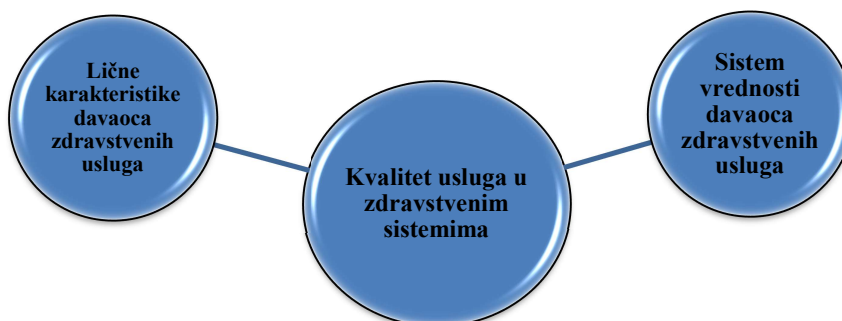 Lične
karakteristike
davaoca
zdravstvenih
usluga
Kvalitet usluga u
zdravstvenim
sistemima
Sistem
vrednosti
davaoca
zdravstvenih
usluga